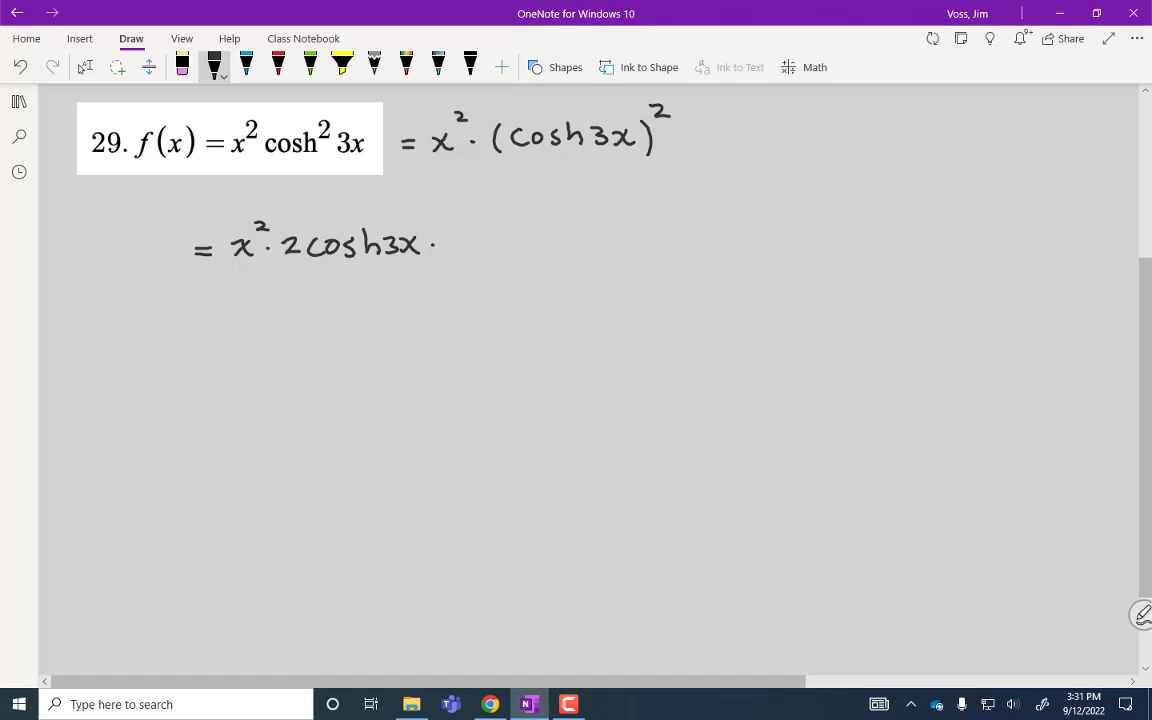 OneNote for Windows 10
Voss, Jim
Home Insert Draw View Help Class Notebook
9+ Share
Shapes Ink to Shape Ink to Text Math
29. f(x) = x² cosh² 3x = x² · (cosh3x)²
= x² · 2cosh3x ·
Type here to search
3:31 PM
9/12/2022